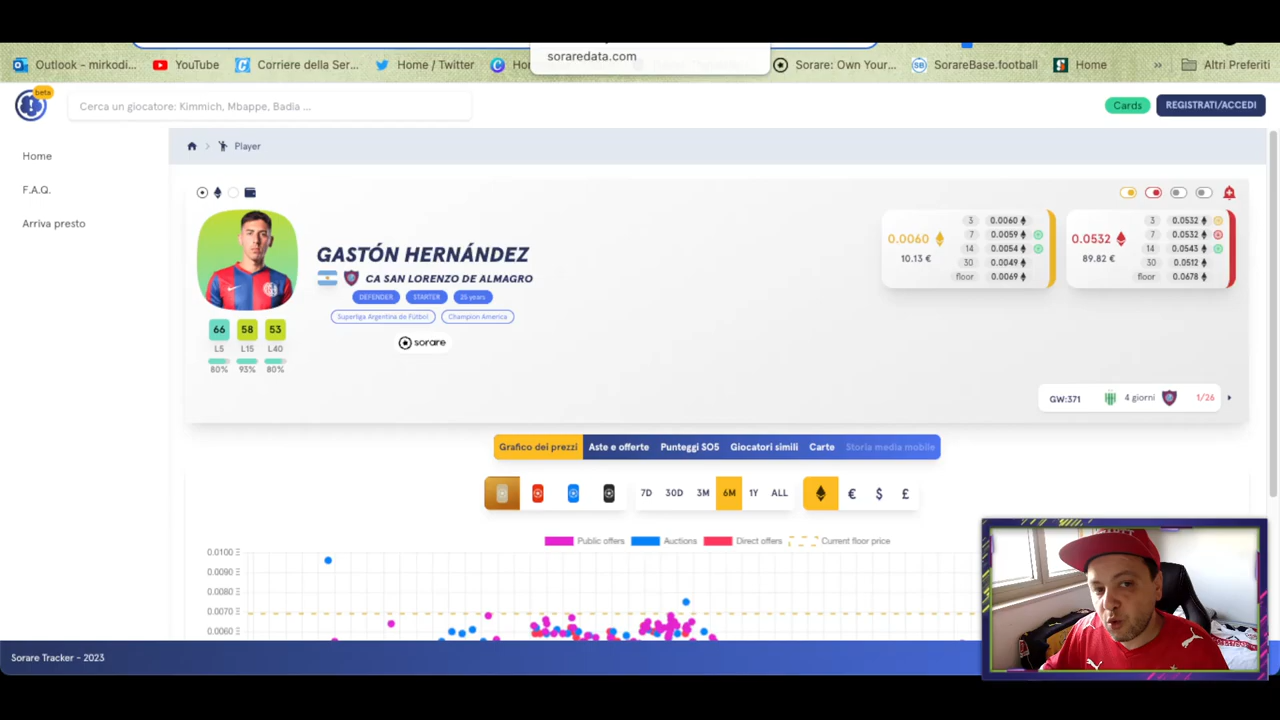 soraredata.com
Outlook - mirkodi...
YouTube
Corriere della Ser...
Home / Twitter
Sorare: Own Your...
SorareBase.football
Home
»
Altri Preferiti
beta
Cerca un giocatore: Kimmich, Mbappe, Badia ...
Cards
REGISTRATI/ACCEDI
Home
F.A.Q.
Arriva presto
Player
GASTÓN HERNÁNDEZ
CA SAN LORENZO DE ALMAGRO
DEFENDER
STARTER
25 years
Superliga Argentina de Fútbol
Champion America
sorare
66
58
53
L5
L15
L40
80%
93%
80%
0.0060
10.13 €
3 0.0060
7 0.0059
14 0.0054
30 0.0049
floor 0.0069
0.0532
89.82 €
3 0.0532
7 0.0532
14 0.0543
30 0.0512
floor 0.0678
GW:371
4 giorni
1/26
Grafico dei prezzi
Aste e offerte
Punteggi SO5
Giocatori simili
Carte
Storia media mobile
7D
30D
3M
6M
1Y
ALL
€
$
£
Public offers
Auctions
Direct offers
Current floor price
0.0100 Ξ
0.0090 Ξ
0.0080 Ξ
0.0070 Ξ
0.0060 Ξ
Sorare Tracker - 2023